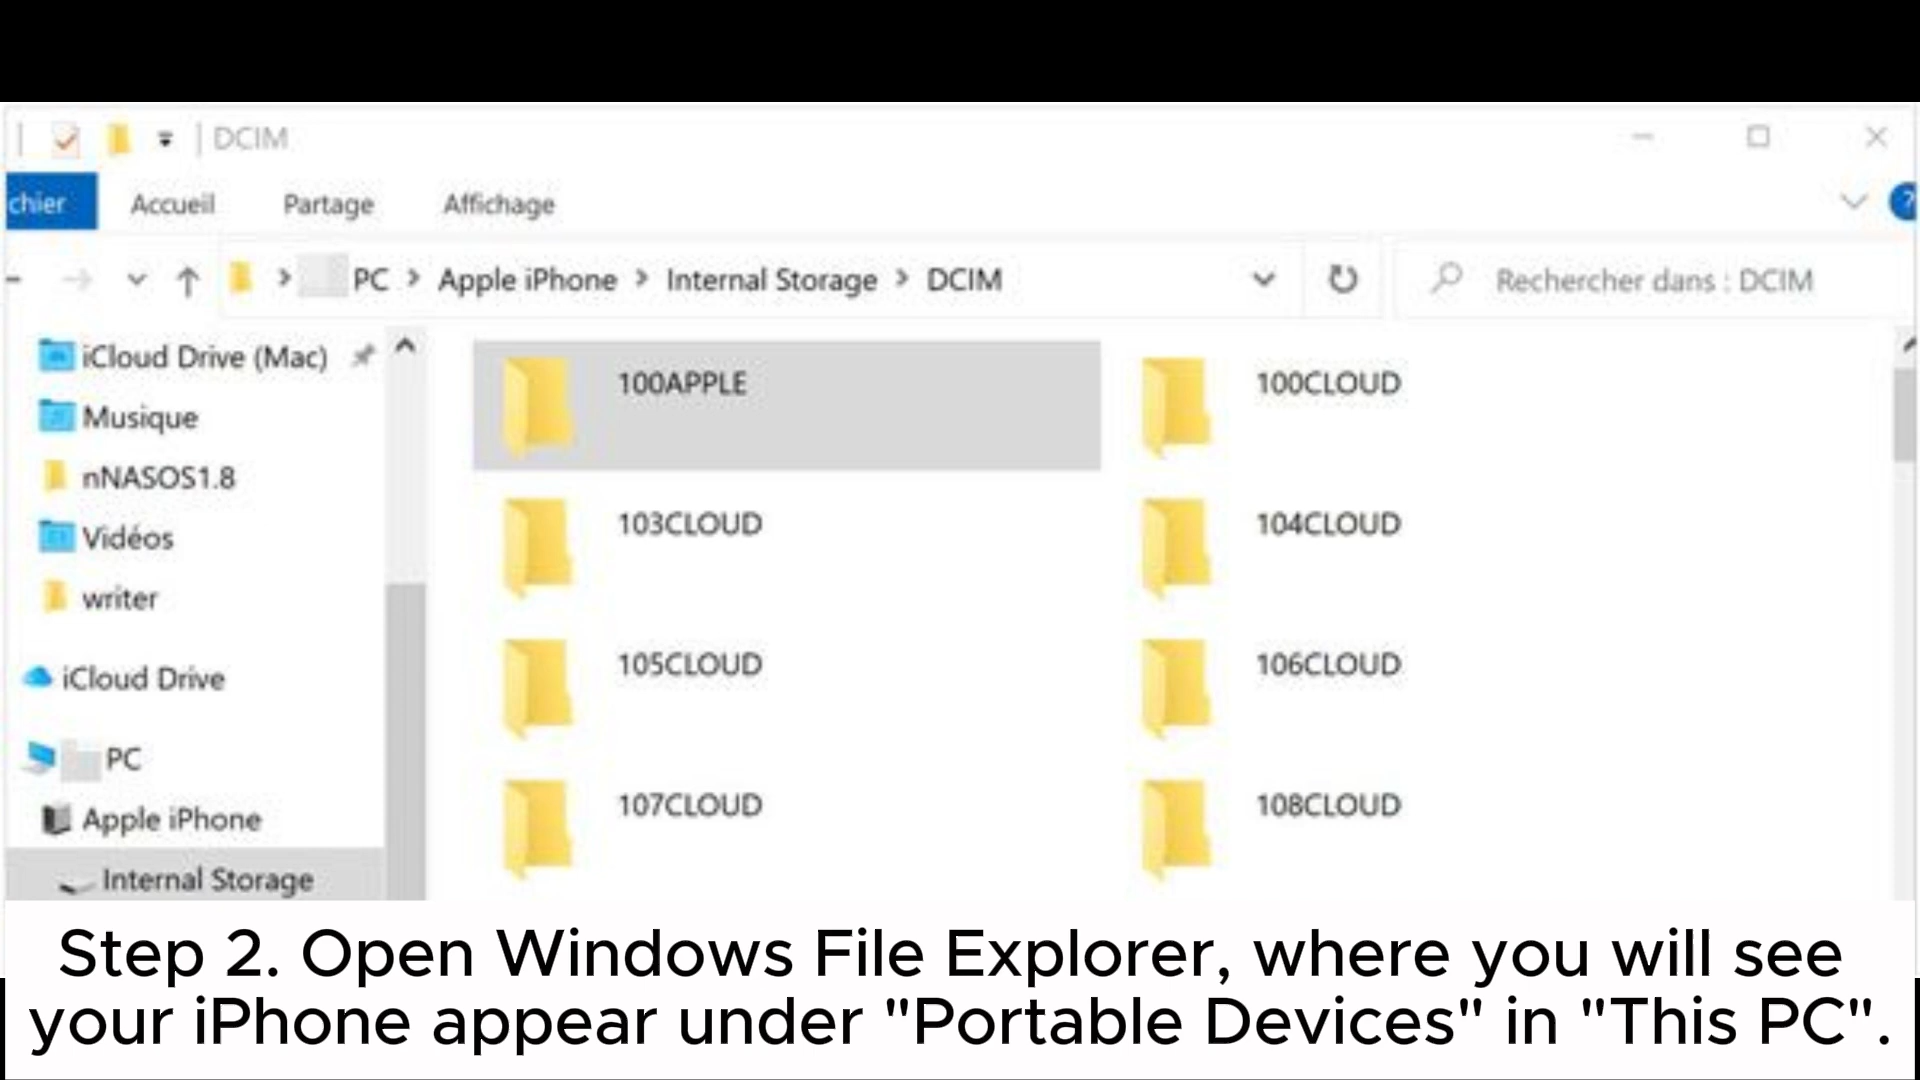 DCIM
chier Accueil Partage Affichage
PC > Apple iPhone > Internal Storage > DCIM
Rechercher dans : DCIM
iCloud Drive (Mac)
Musique
nNASOS1.8
Vidéos
writer
iCloud Drive
PC
Apple iPhone
Internal Storage
100APPLE 100CLOUD
103CLOUD 104CLOUD
105CLOUD 106CLOUD
107CLOUD 108CLOUD
Step 2. Open Windows File Explorer, where you will see
your iPhone appear under "Portable Devices" in "This PC".